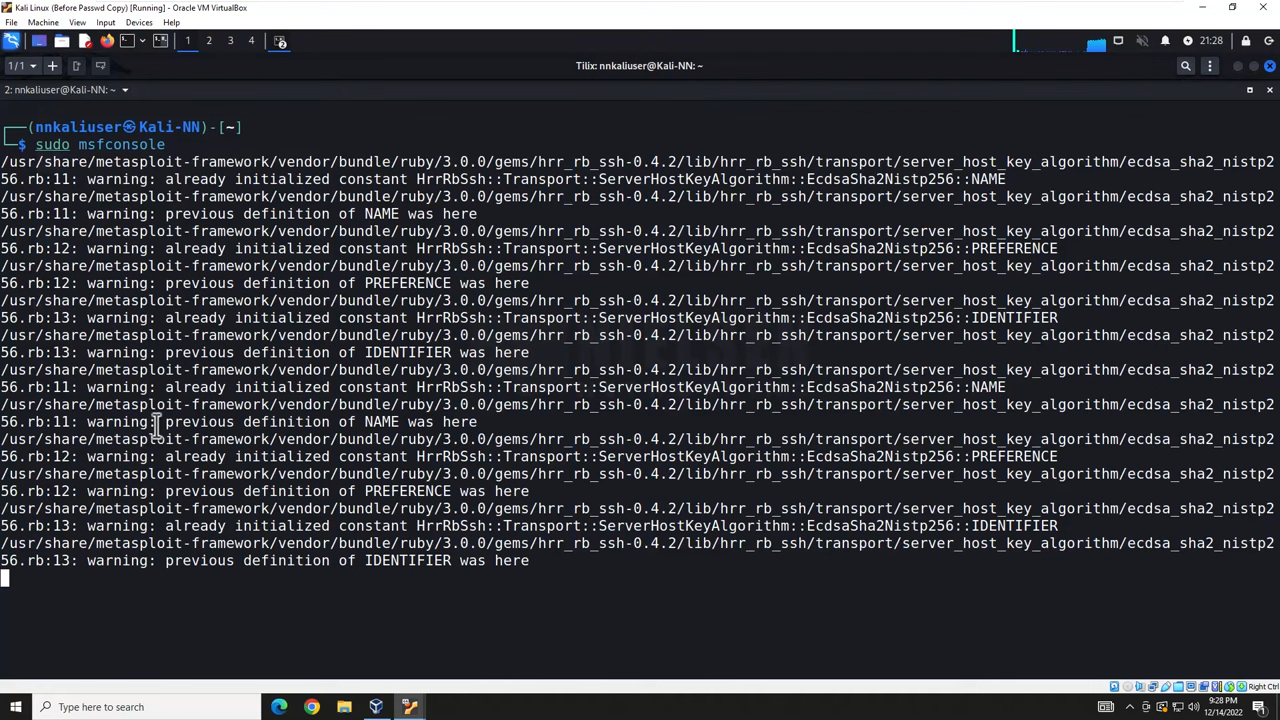 Kali Linux (Before Passwd Copy) [Running] - Oracle VM VirtualBox
File Machine View Input Devices Help
1 2 3 4 2 21:28
1/1 Tilix: nnkaliuser@Kali-NN: ~
2: nnkaliuser@Kali-NN: ~
(nnkaliuser㉿Kali-NN)-[~]
$ sudo msfconsole
/usr/share/metasploit-framework/vendor/bundle/ruby/3.0.0/gems/hrr_rb_ssh-0.4.2/lib/hrr_rb_ssh/transport/server_host_key_algorithm/ecdsa_sha2_nistp2
56.rb:11: warning: already initialized constant HrrRbSsh::Transport::ServerHostKeyAlgorithm::EcdsaSha2Nistp256::NAME
/usr/share/metasploit-framework/vendor/bundle/ruby/3.0.0/gems/hrr_rb_ssh-0.4.2/lib/hrr_rb_ssh/transport/server_host_key_algorithm/ecdsa_sha2_nistp2
56.rb:11: warning: previous definition of NAME was here
/usr/share/metasploit-framework/vendor/bundle/ruby/3.0.0/gems/hrr_rb_ssh-0.4.2/lib/hrr_rb_ssh/transport/server_host_key_algorithm/ecdsa_sha2_nistp2
56.rb:12: warning: already initialized constant HrrRbSsh::Transport::ServerHostKeyAlgorithm::EcdsaSha2Nistp256::PREFERENCE
/usr/share/metasploit-framework/vendor/bundle/ruby/3.0.0/gems/hrr_rb_ssh-0.4.2/lib/hrr_rb_ssh/transport/server_host_key_algorithm/ecdsa_sha2_nistp2
56.rb:12: warning: previous definition of PREFERENCE was here
/usr/share/metasploit-framework/vendor/bundle/ruby/3.0.0/gems/hrr_rb_ssh-0.4.2/lib/hrr_rb_ssh/transport/server_host_key_algorithm/ecdsa_sha2_nistp2
56.rb:13: warning: already initialized constant HrrRbSsh::Transport::ServerHostKeyAlgorithm::EcdsaSha2Nistp256::IDENTIFIER
/usr/share/metasploit-framework/vendor/bundle/ruby/3.0.0/gems/hrr_rb_ssh-0.4.2/lib/hrr_rb_ssh/transport/server_host_key_algorithm/ecdsa_sha2_nistp2
56.rb:13: warning: previous definition of IDENTIFIER was here
/usr/share/metasploit-framework/vendor/bundle/ruby/3.0.0/gems/hrr_rb_ssh-0.4.2/lib/hrr_rb_ssh/transport/server_host_key_algorithm/ecdsa_sha2_nistp2
56.rb:11: warning: already initialized constant HrrRbSsh::Transport::ServerHostKeyAlgorithm::EcdsaSha2Nistp256::NAME
/usr/share/metasploit-framework/vendor/bundle/ruby/3.0.0/gems/hrr_rb_ssh-0.4.2/lib/hrr_rb_ssh/transport/server_host_key_algorithm/ecdsa_sha2_nistp2
56.rb:11: warning: previous definition of NAME was here
/usr/share/metasploit-framework/vendor/bundle/ruby/3.0.0/gems/hrr_rb_ssh-0.4.2/lib/hrr_rb_ssh/transport/server_host_key_algorithm/ecdsa_sha2_nistp2
56.rb:12: warning: already initialized constant HrrRbSsh::Transport::ServerHostKeyAlgorithm::EcdsaSha2Nistp256::PREFERENCE
/usr/share/metasploit-framework/vendor/bundle/ruby/3.0.0/gems/hrr_rb_ssh-0.4.2/lib/hrr_rb_ssh/transport/server_host_key_algorithm/ecdsa_sha2_nistp2
56.rb:12: warning: previous definition of PREFERENCE was here
/usr/share/metasploit-framework/vendor/bundle/ruby/3.0.0/gems/hrr_rb_ssh-0.4.2/lib/hrr_rb_ssh/transport/server_host_key_algorithm/ecdsa_sha2_nistp2
56.rb:13: warning: already initialized constant HrrRbSsh::Transport::ServerHostKeyAlgorithm::EcdsaSha2Nistp256::IDENTIFIER
/usr/share/metasploit-framework/vendor/bundle/ruby/3.0.0/gems/hrr_rb_ssh-0.4.2/lib/hrr_rb_ssh/transport/server_host_key_algorithm/ecdsa_sha2_nistp2
56.rb:13: warning: previous definition of IDENTIFIER was here
Right Ctrl
Type here to search
9:28 PM
12/14/2022
1